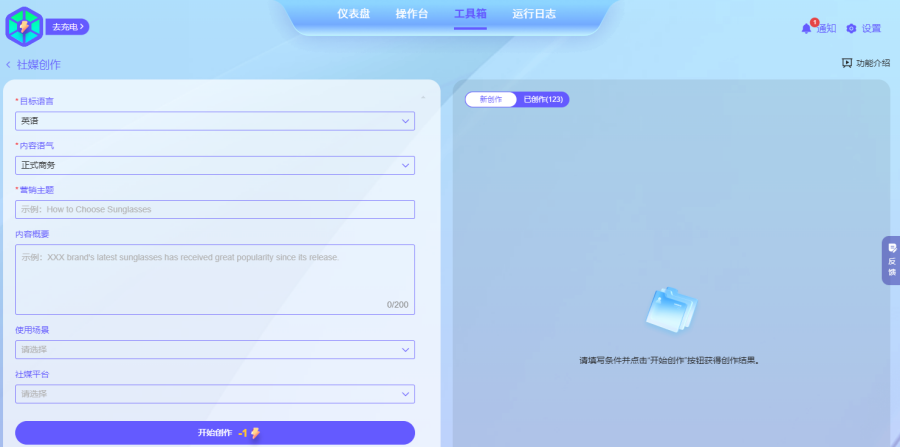 去充电 >
仪表盘 操作台 工具箱 运行日志
1
通知 设置
< 社媒创作
功能介绍
*目标语言
英语
*内容语气
正式商务
*营销主题
示例：How to Choose Sunglasses
内容概要
示例：XXX brand's latest sunglasses has received great popularity since its release.
0/200
使用场景
请选择
社媒平台
请选择
开始创作 -1
新创作 已创作(123)
请填写条件并点击"开始创作"按钮获得创作结果。
反馈